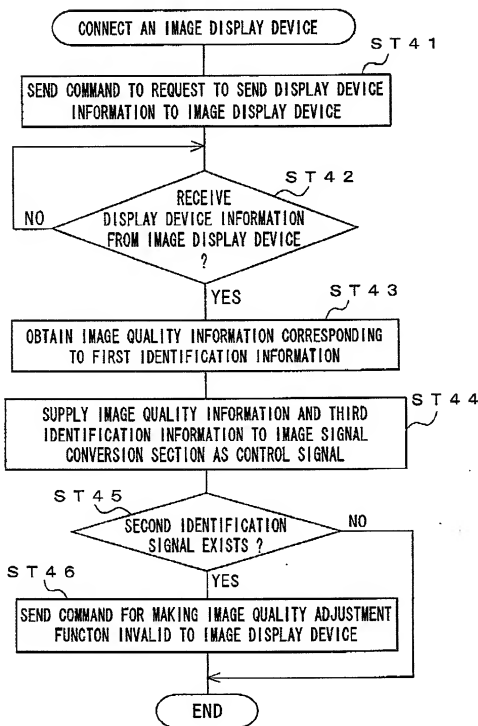 CONNECT AN IMAGE DISPLAY DEVICE
ST41
SEND COMMAND TO REQUEST TO SEND DISPLAY DEVICE
INFORMATION TO IMAGE DISPLAY DEVICE
ST42
RECEIVE
DISPLAY DEVICE INFORMATION
FROM IMAGE DISPLAY DEVICE
?
NO
YES
ST43
OBTAIN IMAGE QUALITY INFORMATION CORRESPONDING
TO FIRST IDENTIFICATION INFORMATION
ST44
SUPPLY IMAGE QUALITY INFORMATION AND THIRD
IDENTIFICATION INFORMATION TO IMAGE SIGNAL
CONVERSION SECTION AS CONTROL SIGNAL
ST45
SECOND IDENTIFICATION
SIGNAL EXISTS ?
NO
YES
ST46
SEND COMMAND FOR MAKING IMAGE QUALITY ADJUSTMENT
FUNCTON INVALID TO IMAGE DISPLAY DEVICE
END